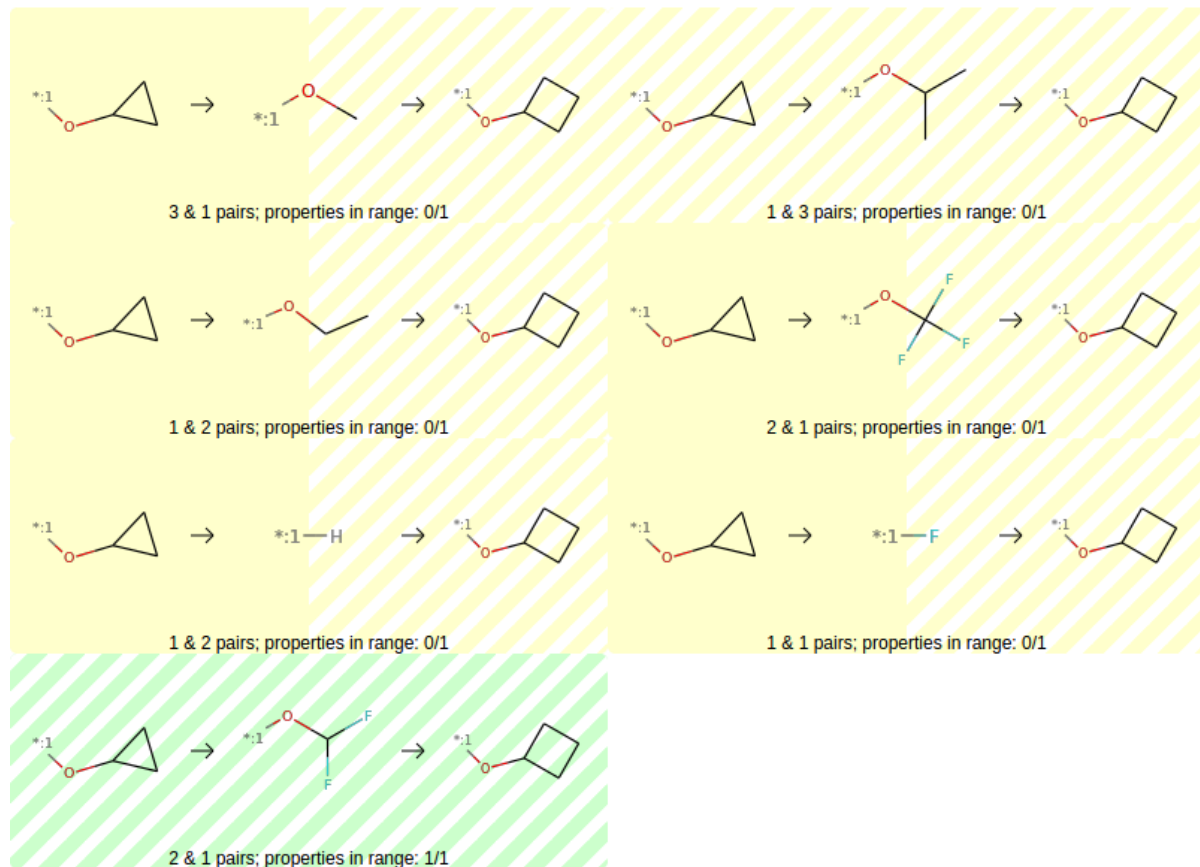 *:1 O → *:1 O → *:1 O
3 & 1 pairs; properties in range: 0/1
*:1 O → *:1 O → *:1 O
1 & 3 pairs; properties in range: 0/1
*:1 O → *:1 O → *:1 O
1 & 2 pairs; properties in range: 0/1
*:1 O → *:1 O F F F → *:1 O
2 & 1 pairs; properties in range: 0/1
*:1 O → *:1 H → *:1 O
1 & 2 pairs; properties in range: 0/1
*:1 O → *:1 F → *:1 O
1 & 1 pairs; properties in range: 0/1
*:1 O → *:1 O F F → *:1 O
2 & 1 pairs; properties in range: 1/1